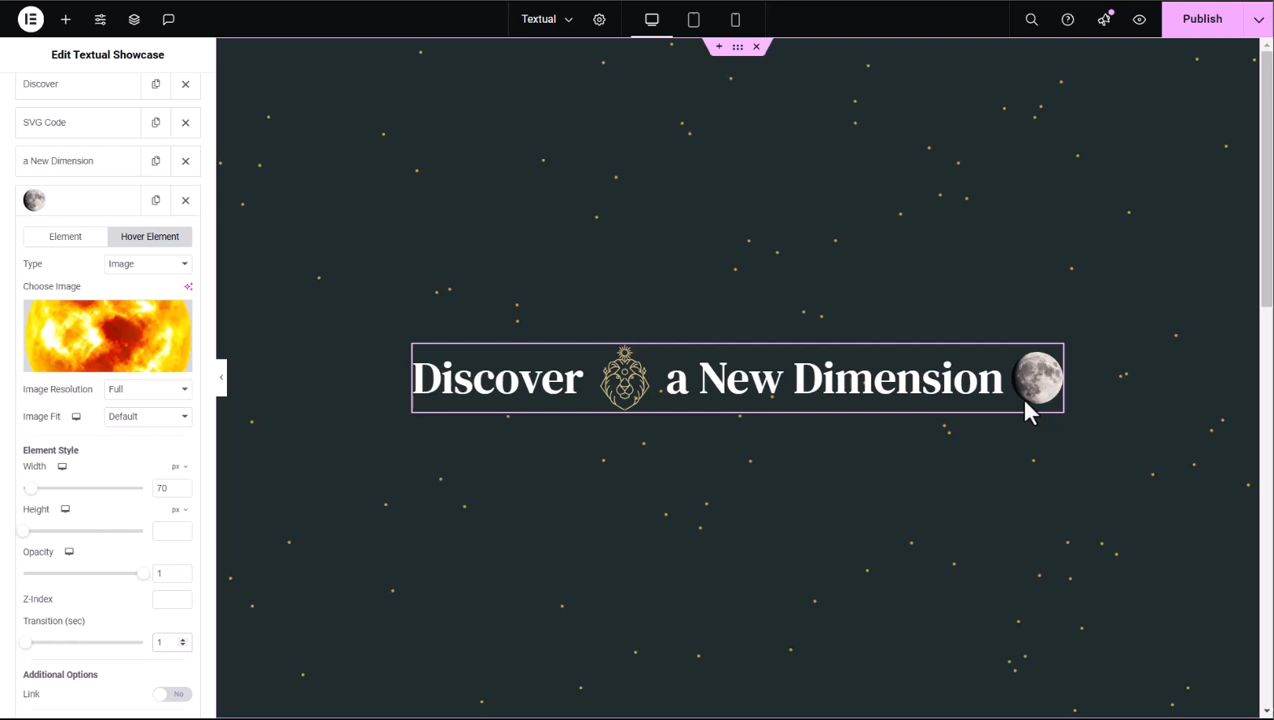 Textual
Publish
Edit Textual Showcase
Discover
SVG Code
a New Dimension
Element
Hover Element
Type
Image
Choose Image
Image Resolution
Full
Image Fit
Default
Element Style
Width
px
70
Height
px
Opacity
1
Z-Index
Transition (sec)
1
Additional Options
Link
No
Discover a New Dimension